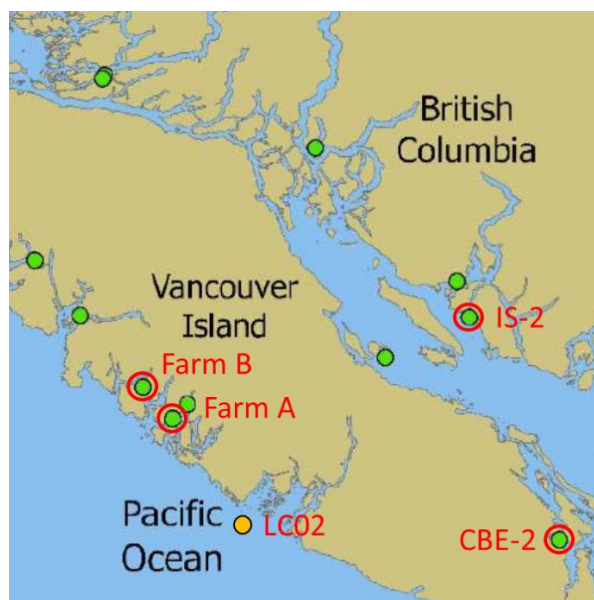 British
Columbia
Vancouver
Island
IS-2
Farm B
Farm A
Pacific
Ocean
LC02
CBE-2